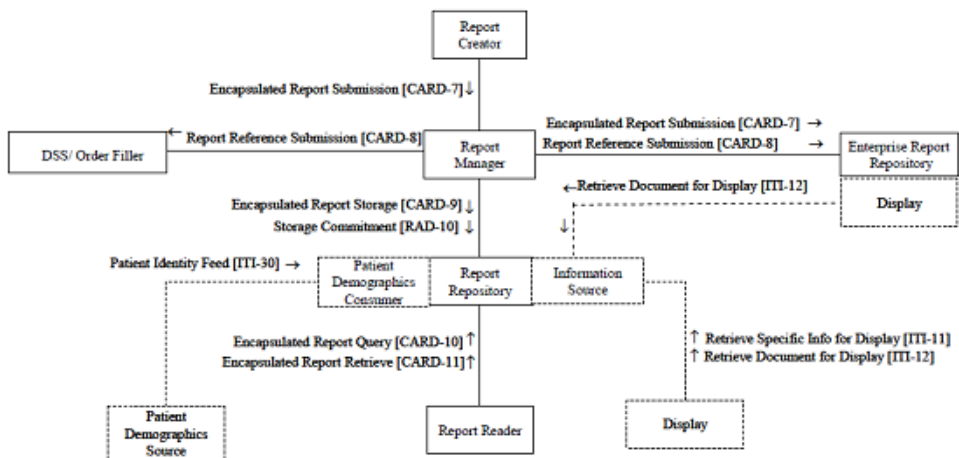 Report
Creator
Encapsulated Report Submission [CARD-7]↓
← Report Reference Submission [CARD-8]
Encapsulated Report Submission [CARD-7] →
Report Reference Submission [CARD-8] →
DSS/ Order Filler
Report
Manager
Enterprise Report
Repository
←Retrieve Document for Display [ITI-12]
Display
Encapsulated Report Storage [CARD-9] ↓
Storage Commitment [RAD-10] ↓
↓
Patient Identity Feed [ITI-30] →
Patient
Demographics
Consumer
Report
Repository
Information
Source
Encapsulated Report Query [CARD-10] ↑
Encapsulated Report Retrieve [CARD-11]↑
↑ Retrieve Specific Info for Display [ITI-11]
↑ Retrieve Document for Display [ITI-12]
Patient
Demographics
Source
Report Reader
Display